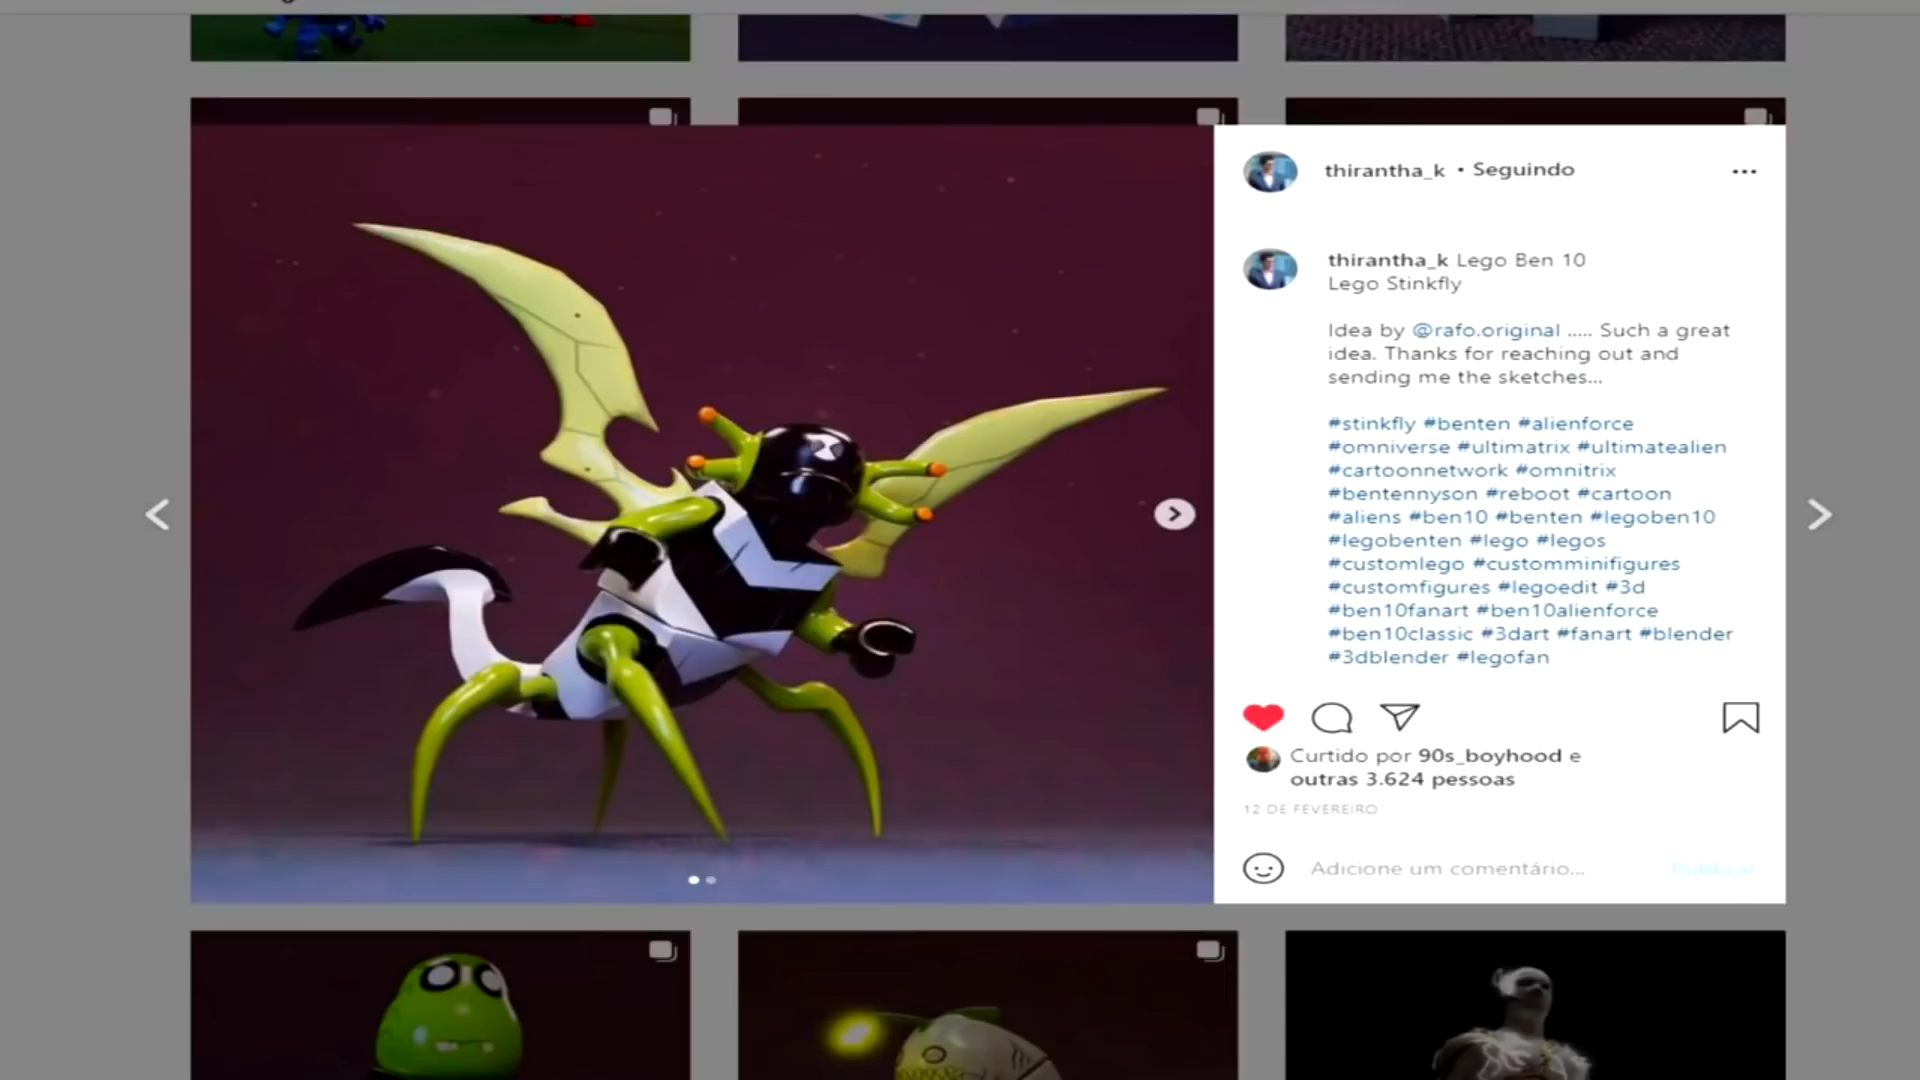 thirantha_k • Seguindo
thirantha_k Lego Ben 10
Lego Stinkfly
Idea by @rafo.original ..... Such a great
idea. Thanks for reaching out and
sending me the sketches...
#stinkfly #benten #alienforce
#omniverse #ultimatrix #ultimatealien
#cartoonnetwork #omnitrix
#bentennyson #reboot #cartoon
#aliens #ben10 #benten #legoben10
#legobenten #lego #legos
#customlego #customminifigures
#customfigures #legoedit #3d
#ben10fanart #ben10alienforce
#ben10classic #3dart #fanart #blender
#3dblender #legofan
Curtido por 90s_boyhood e
outras 3.624 pessoas
12 DE FEVEREIRO
Adicione um comentário... Publicar